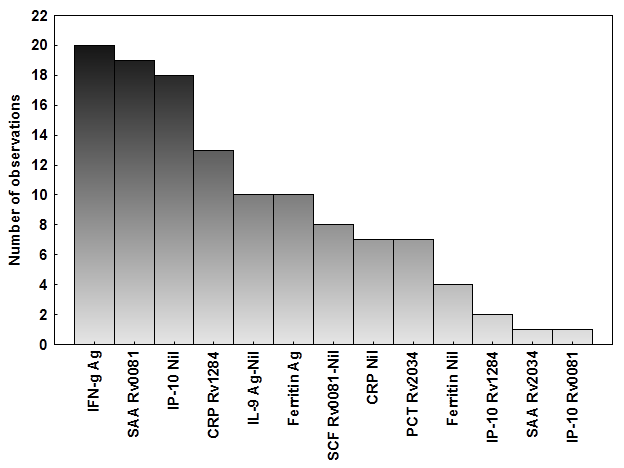 22
20
18
16
14
12
10
8
6
4
2
0
Number of observations
IFN-g Ag
SAA Rv0081
IP-10 Nil
CRP Rv1284
IL-9 Ag-Nil
Ferritin Ag
SCF Rv0081-Nil
CRP Nil
PCT Rv2034
Ferritin Nil
IP-10 Rv1284
SAA Rv2034
IP-10 Rv0081